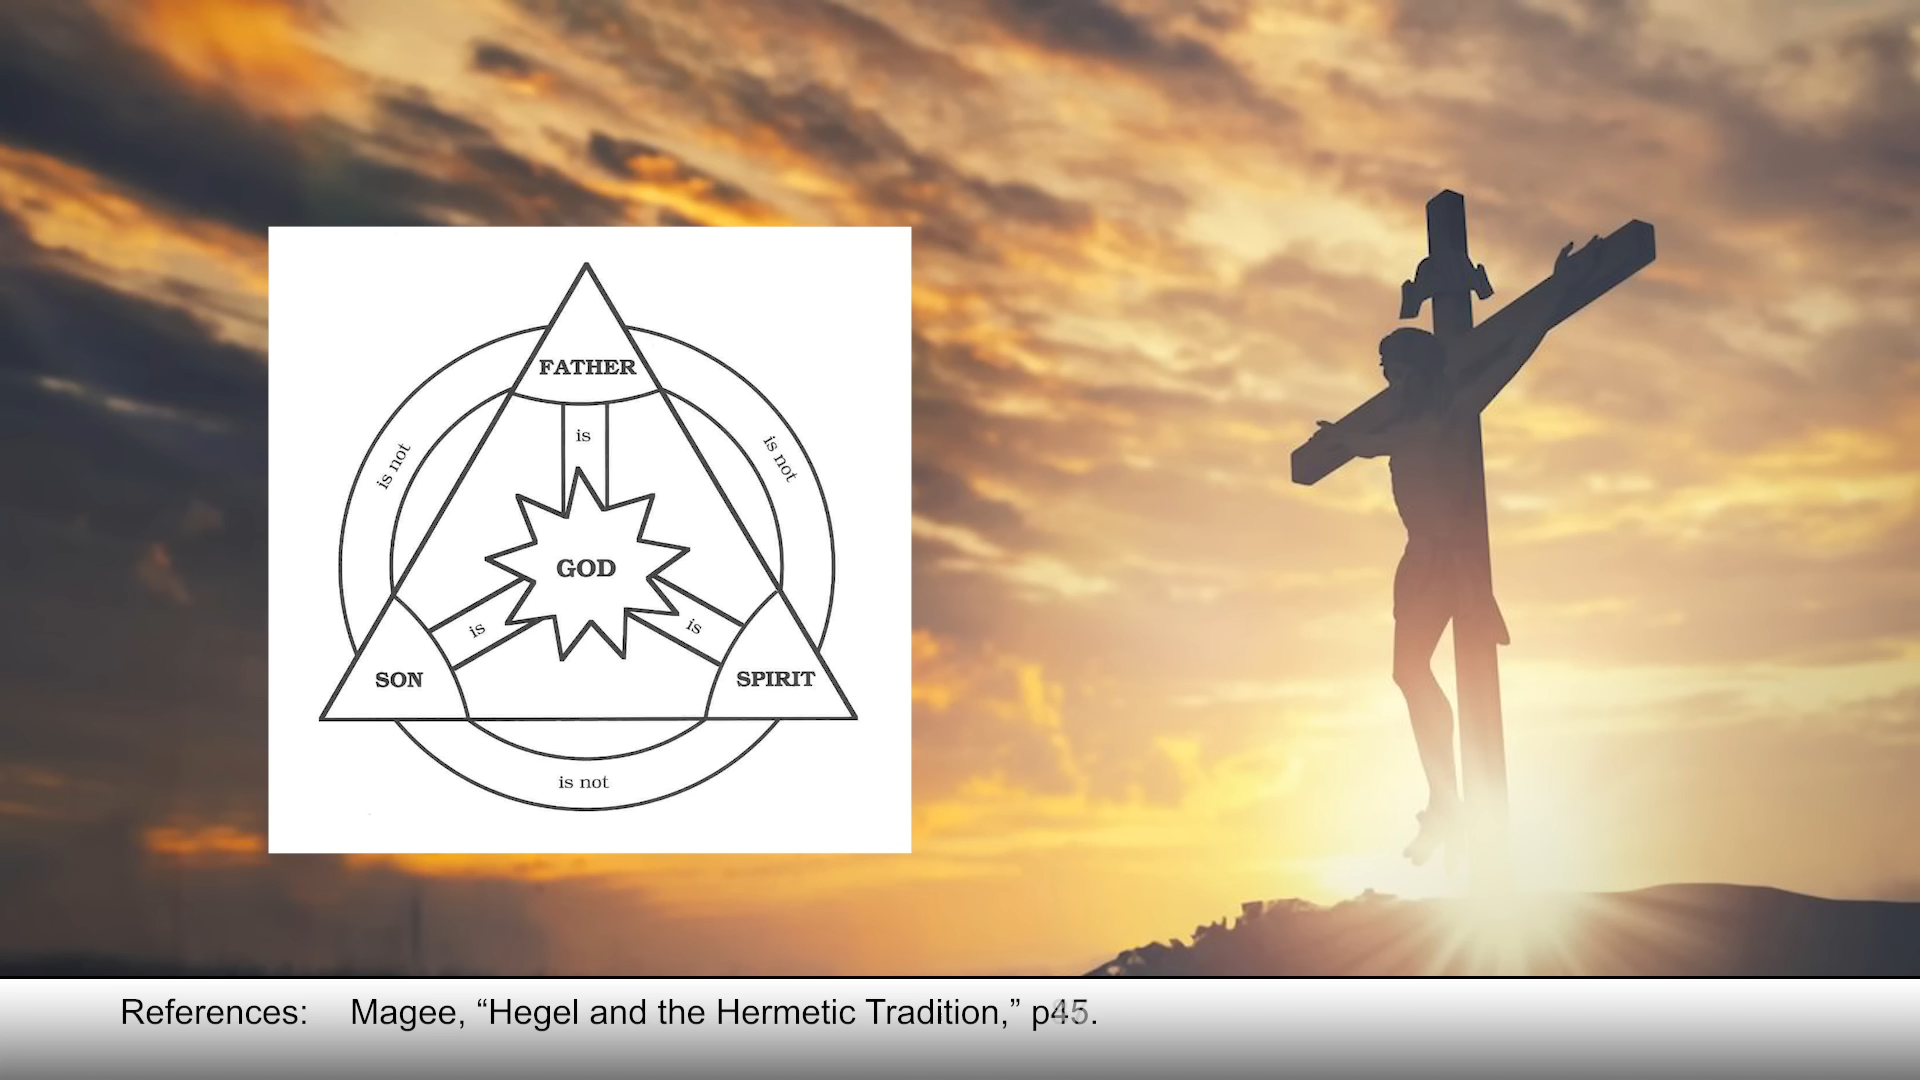 FATHER
is
is not
is not
GOD
is
is
SON
SPIRIT
is not
References: Magee, “Hegel and the Hermetic Tradition,”